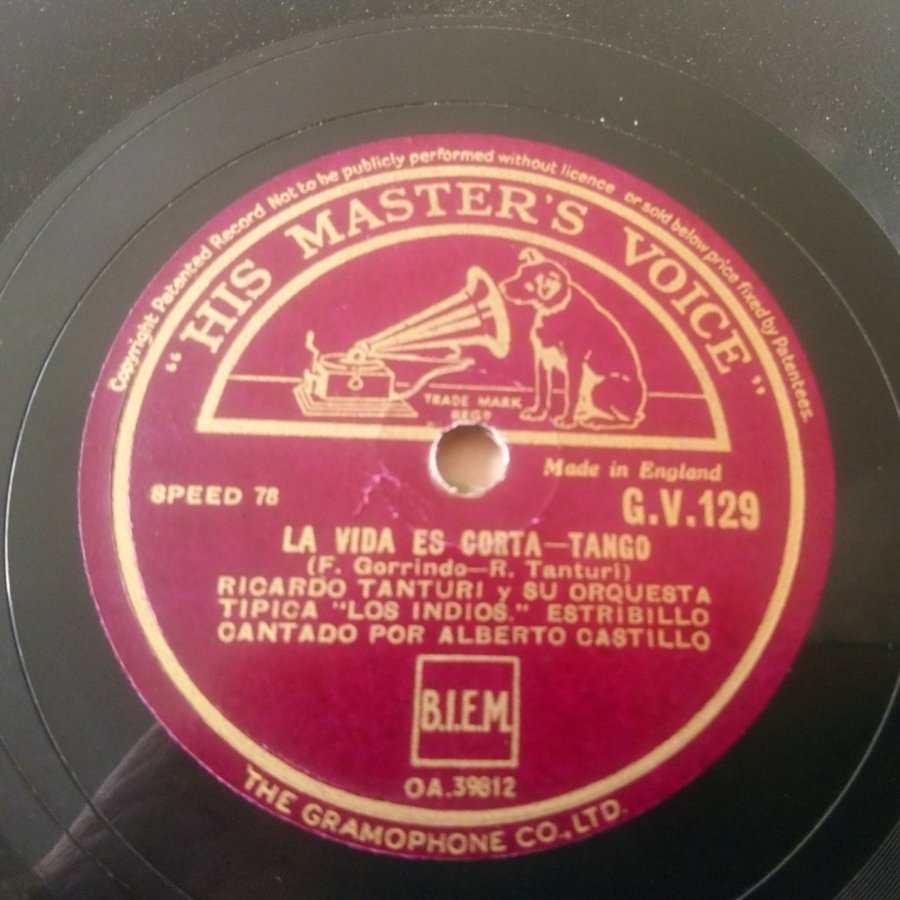 Copyright Patented Record Not to be publicly performed without licence or sold below price fixed by Patentees.
"HIS MASTER'S VOICE"
TRADE MARK
REGD
Made in England
SPEED 78
G.V.129
LA VIDA ES CORTA—TANGO
(F. Gorrindo—R. Tanturi)
RICARDO TANTURI y SU ORQUESTA
TIPICA "LOS INDIOS." ESTRIBILLO
CANTADO POR ALBERTO CASTILLO
B.I.E.M.
OA.39812
THE GRAMOPHONE CO., LTD.